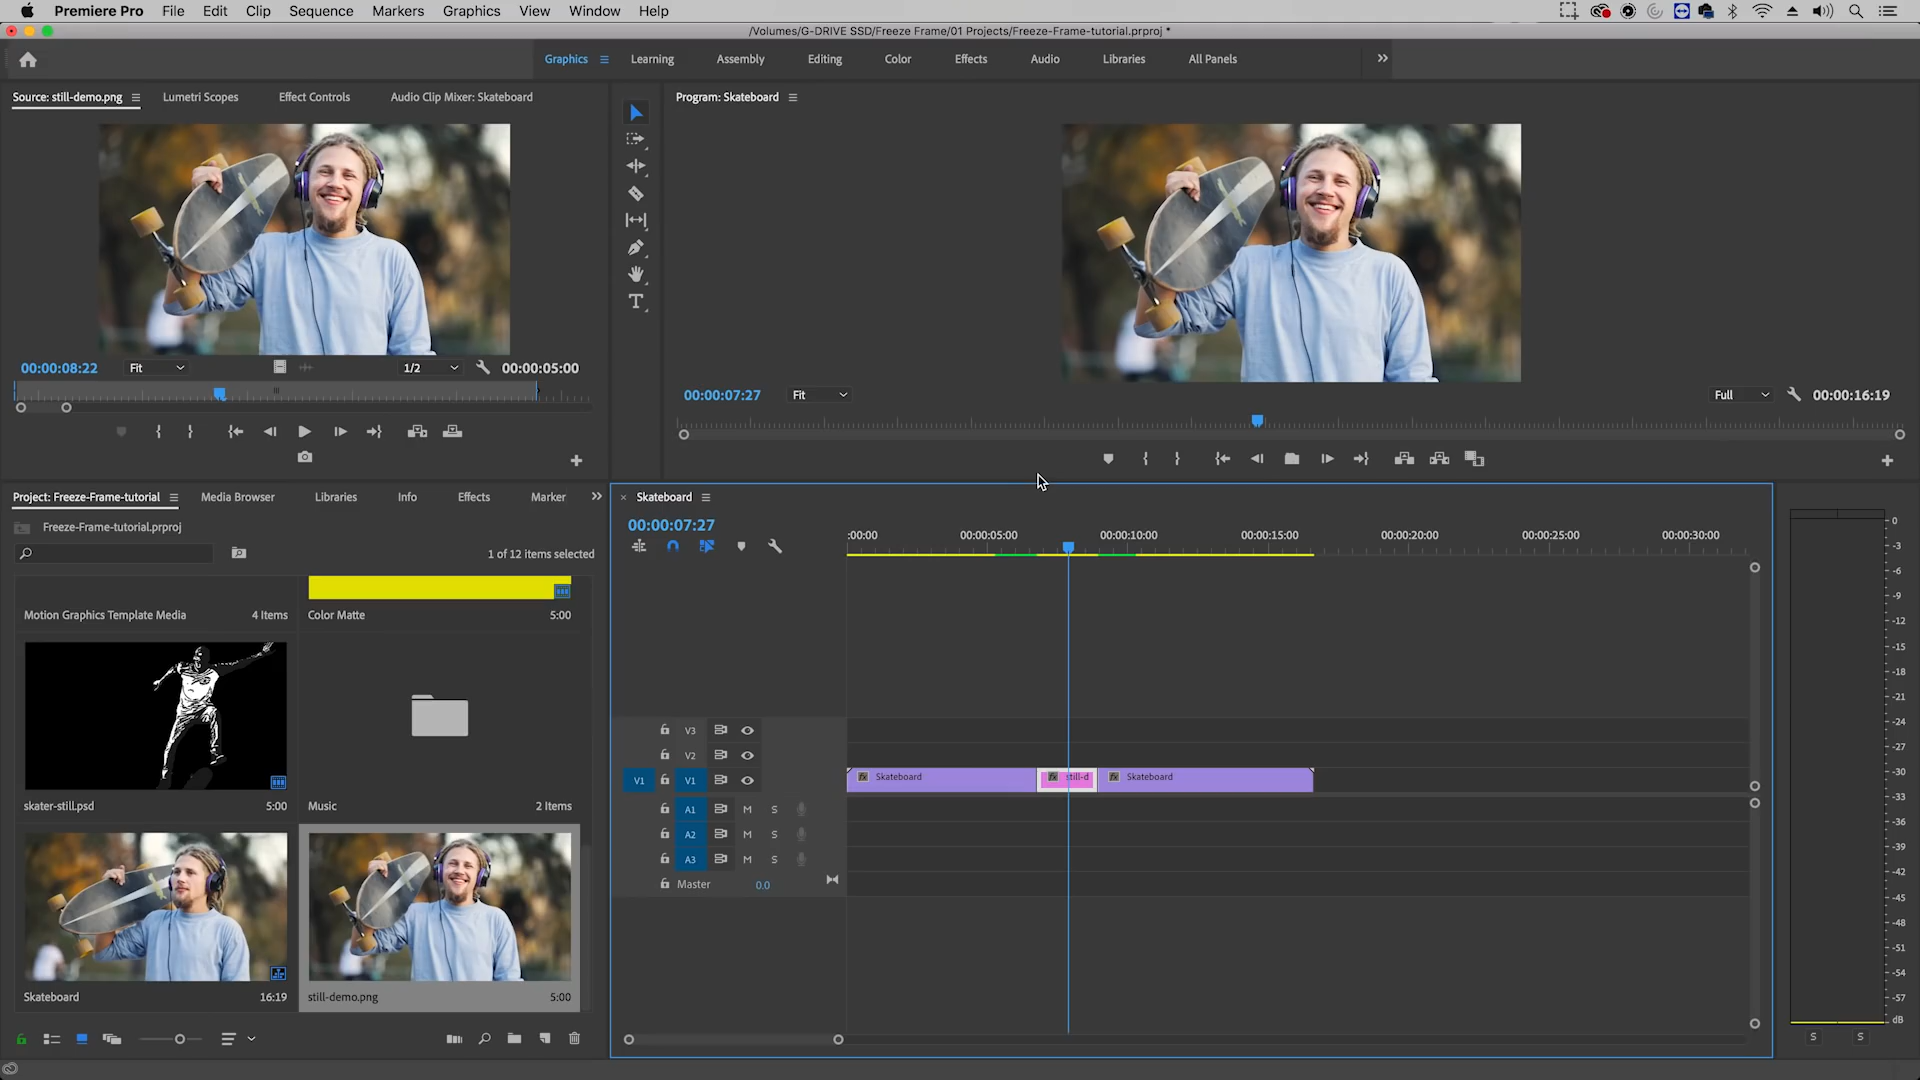 Premiere Pro File Edit Clip Sequence Markers Graphics View Window Help
/Volumes/G-DRIVE SSD/Freeze Frame/01 Projects/Freeze-Frame-tutorial.prproj *
Graphics Learning Assembly Editing Color Effects Audio Libraries All Panels
Source: still-demo.png Lumetri Scopes Effect Controls Audio Clip Mixer: Skateboard
Program: Skateboard
00:00:08:22 Fit 1/2 00:00:05:00
00:00:07:27 Fit Full 00:00:16:19
Project: Freeze-Frame-tutorial Media Browser Libraries Info Effects Marker
Freeze-Frame-tutorial.prproj
1 of 12 items selected
Motion Graphics Template Media 4 Items
Color Matte 5:00
skater-still.psd 5:00
Music 2 Items
Skateboard 16:19
still-demo.png 5:00
Skateboard
00:00:07:27
:00:00 00:00:05:00 00:00:10:00 00:00:15:00 00:00:20:00 00:00:25:00 00:00:30:00
V3
V2
V1 V1 Skateboard still-d Skateboard
A1 M S
A2 M S
A3 M S
Master 0.0
0
-3
-6
-9
-12
-15
-18
-21
-24
-27
-30
-33
-36
-39
-42
-45
-48
-51
-54
-57
dB
S S